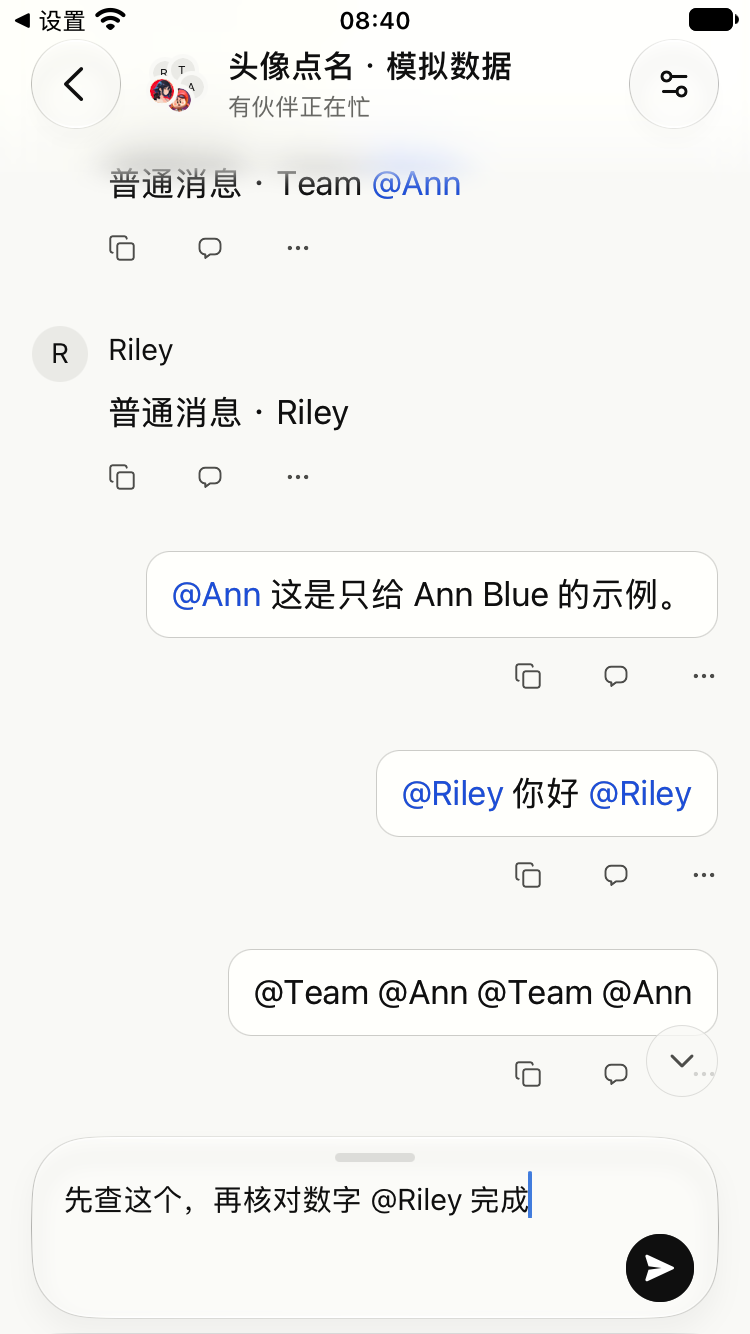 设置
08:40
R T A
头像点名 · 模拟数据
有伙伴正在忙
普通消息 · Team @Ann
R
Riley
普通消息 · Riley
@Ann 这是只给 Ann Blue 的示例。
@Riley 你好 @Riley
@Team @Ann @Team @Ann
先查这个，再核对数字 @Riley 完成